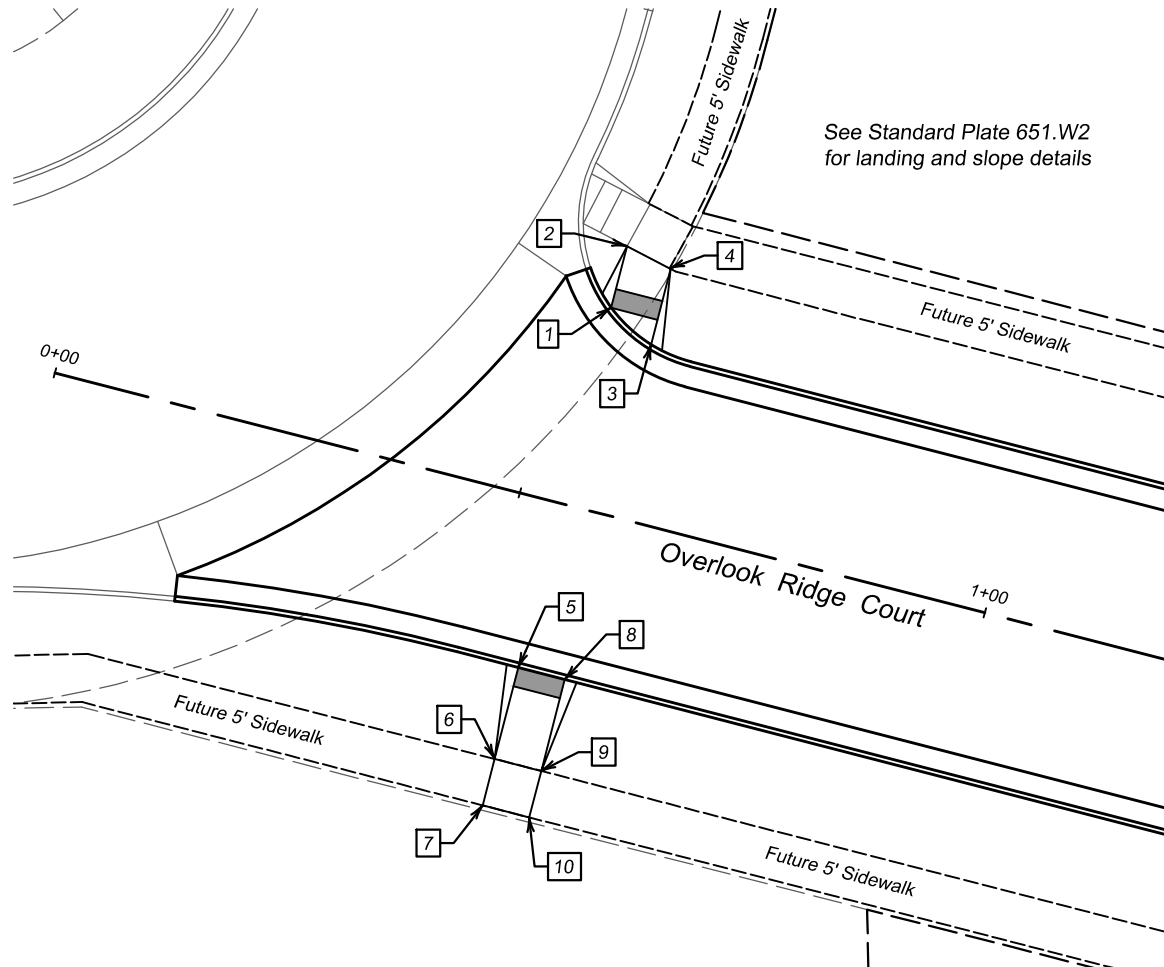 Future 5' Sidewalk
See Standard Plate 651.W2
for landing and slope details
2
4
1
Future 5' Sidewalk
0+00
3
Overlook Ridge Court
1+00
5
8
Future 5' Sidewalk
6
9
7
10
Future 5' Sidewalk